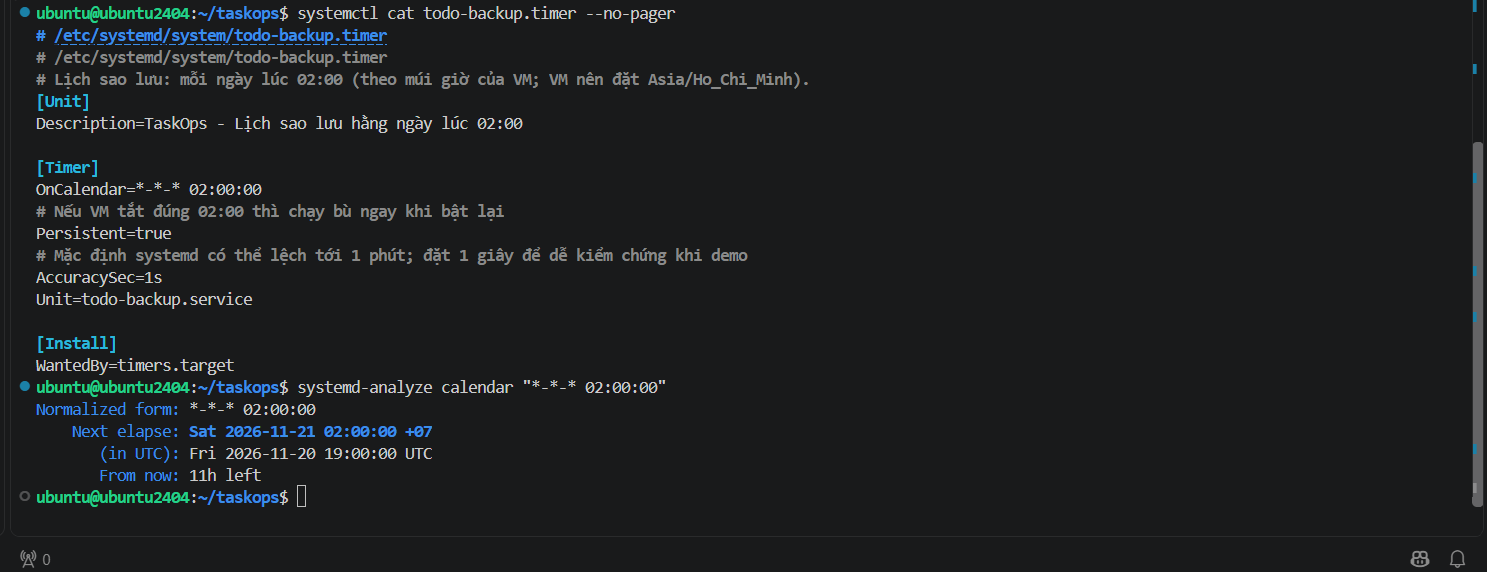 ubuntu@ubuntu2404:~/taskops$ systemctl cat todo-backup.timer --no-pager
# /etc/systemd/system/todo-backup.timer
# /etc/systemd/system/todo-backup.timer
# Lịch sao lưu: mỗi ngày lúc 02:00 (theo múi giờ của VM; VM nên đặt Asia/Ho_Chi_Minh).
[Unit]
Description=TaskOps - Lịch sao lưu hằng ngày lúc 02:00

[Timer]
OnCalendar=*-*-* 02:00:00
# Nếu VM tắt đúng 02:00 thì chạy bù ngay khi bật lại
Persistent=true
# Mặc định systemd có thể lệch tới 1 phút; đặt 1 giây để dễ kiểm chứng khi demo
AccuracySec=1s
Unit=todo-backup.service

[Install]
WantedBy=timers.target
ubuntu@ubuntu2404:~/taskops$ systemd-analyze calendar "*-*-* 02:00:00"
Normalized form: *-*-* 02:00:00
Next elapse: Sat 2026-11-21 02:00:00 +07
(in UTC): Fri 2026-11-20 19:00:00 UTC
From now: 11h left
ubuntu@ubuntu2404:~/taskops$
0